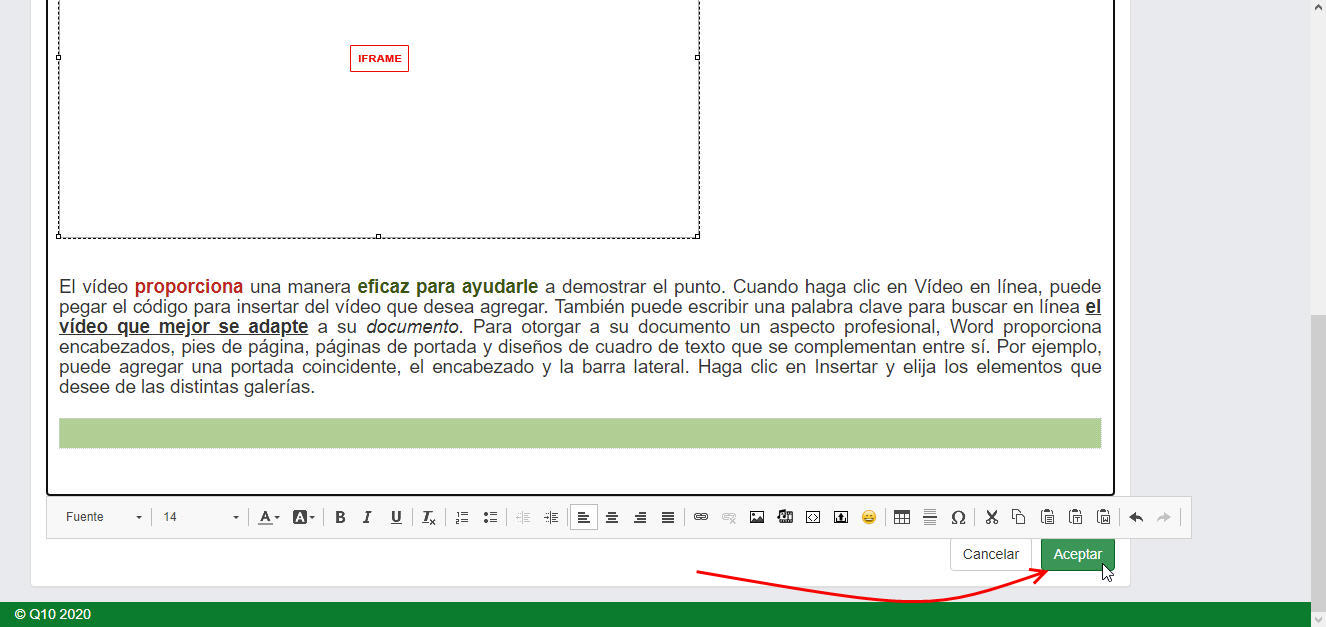 IFRAME
El vídeo proporciona una manera eficaz para ayudarle a demostrar el punto. Cuando haga clic en Vídeo en línea, puede
pegar el código para insertar del vídeo que desea agregar. También puede escribir una palabra clave para buscar en línea el
vídeo que mejor se adapte a su documento. Para otorgar a su documento un aspecto profesional, Word proporciona
encabezados, pies de página, páginas de portada y diseños de cuadro de texto que se complementan entre sí. Por ejemplo,
puede agregar una portada coincidente, el encabezado y la barra lateral. Haga clic en Insertar y elija los elementos que
desee de las distintas galerías.
Fuente 14
Cancelar Aceptar
© Q10 2020